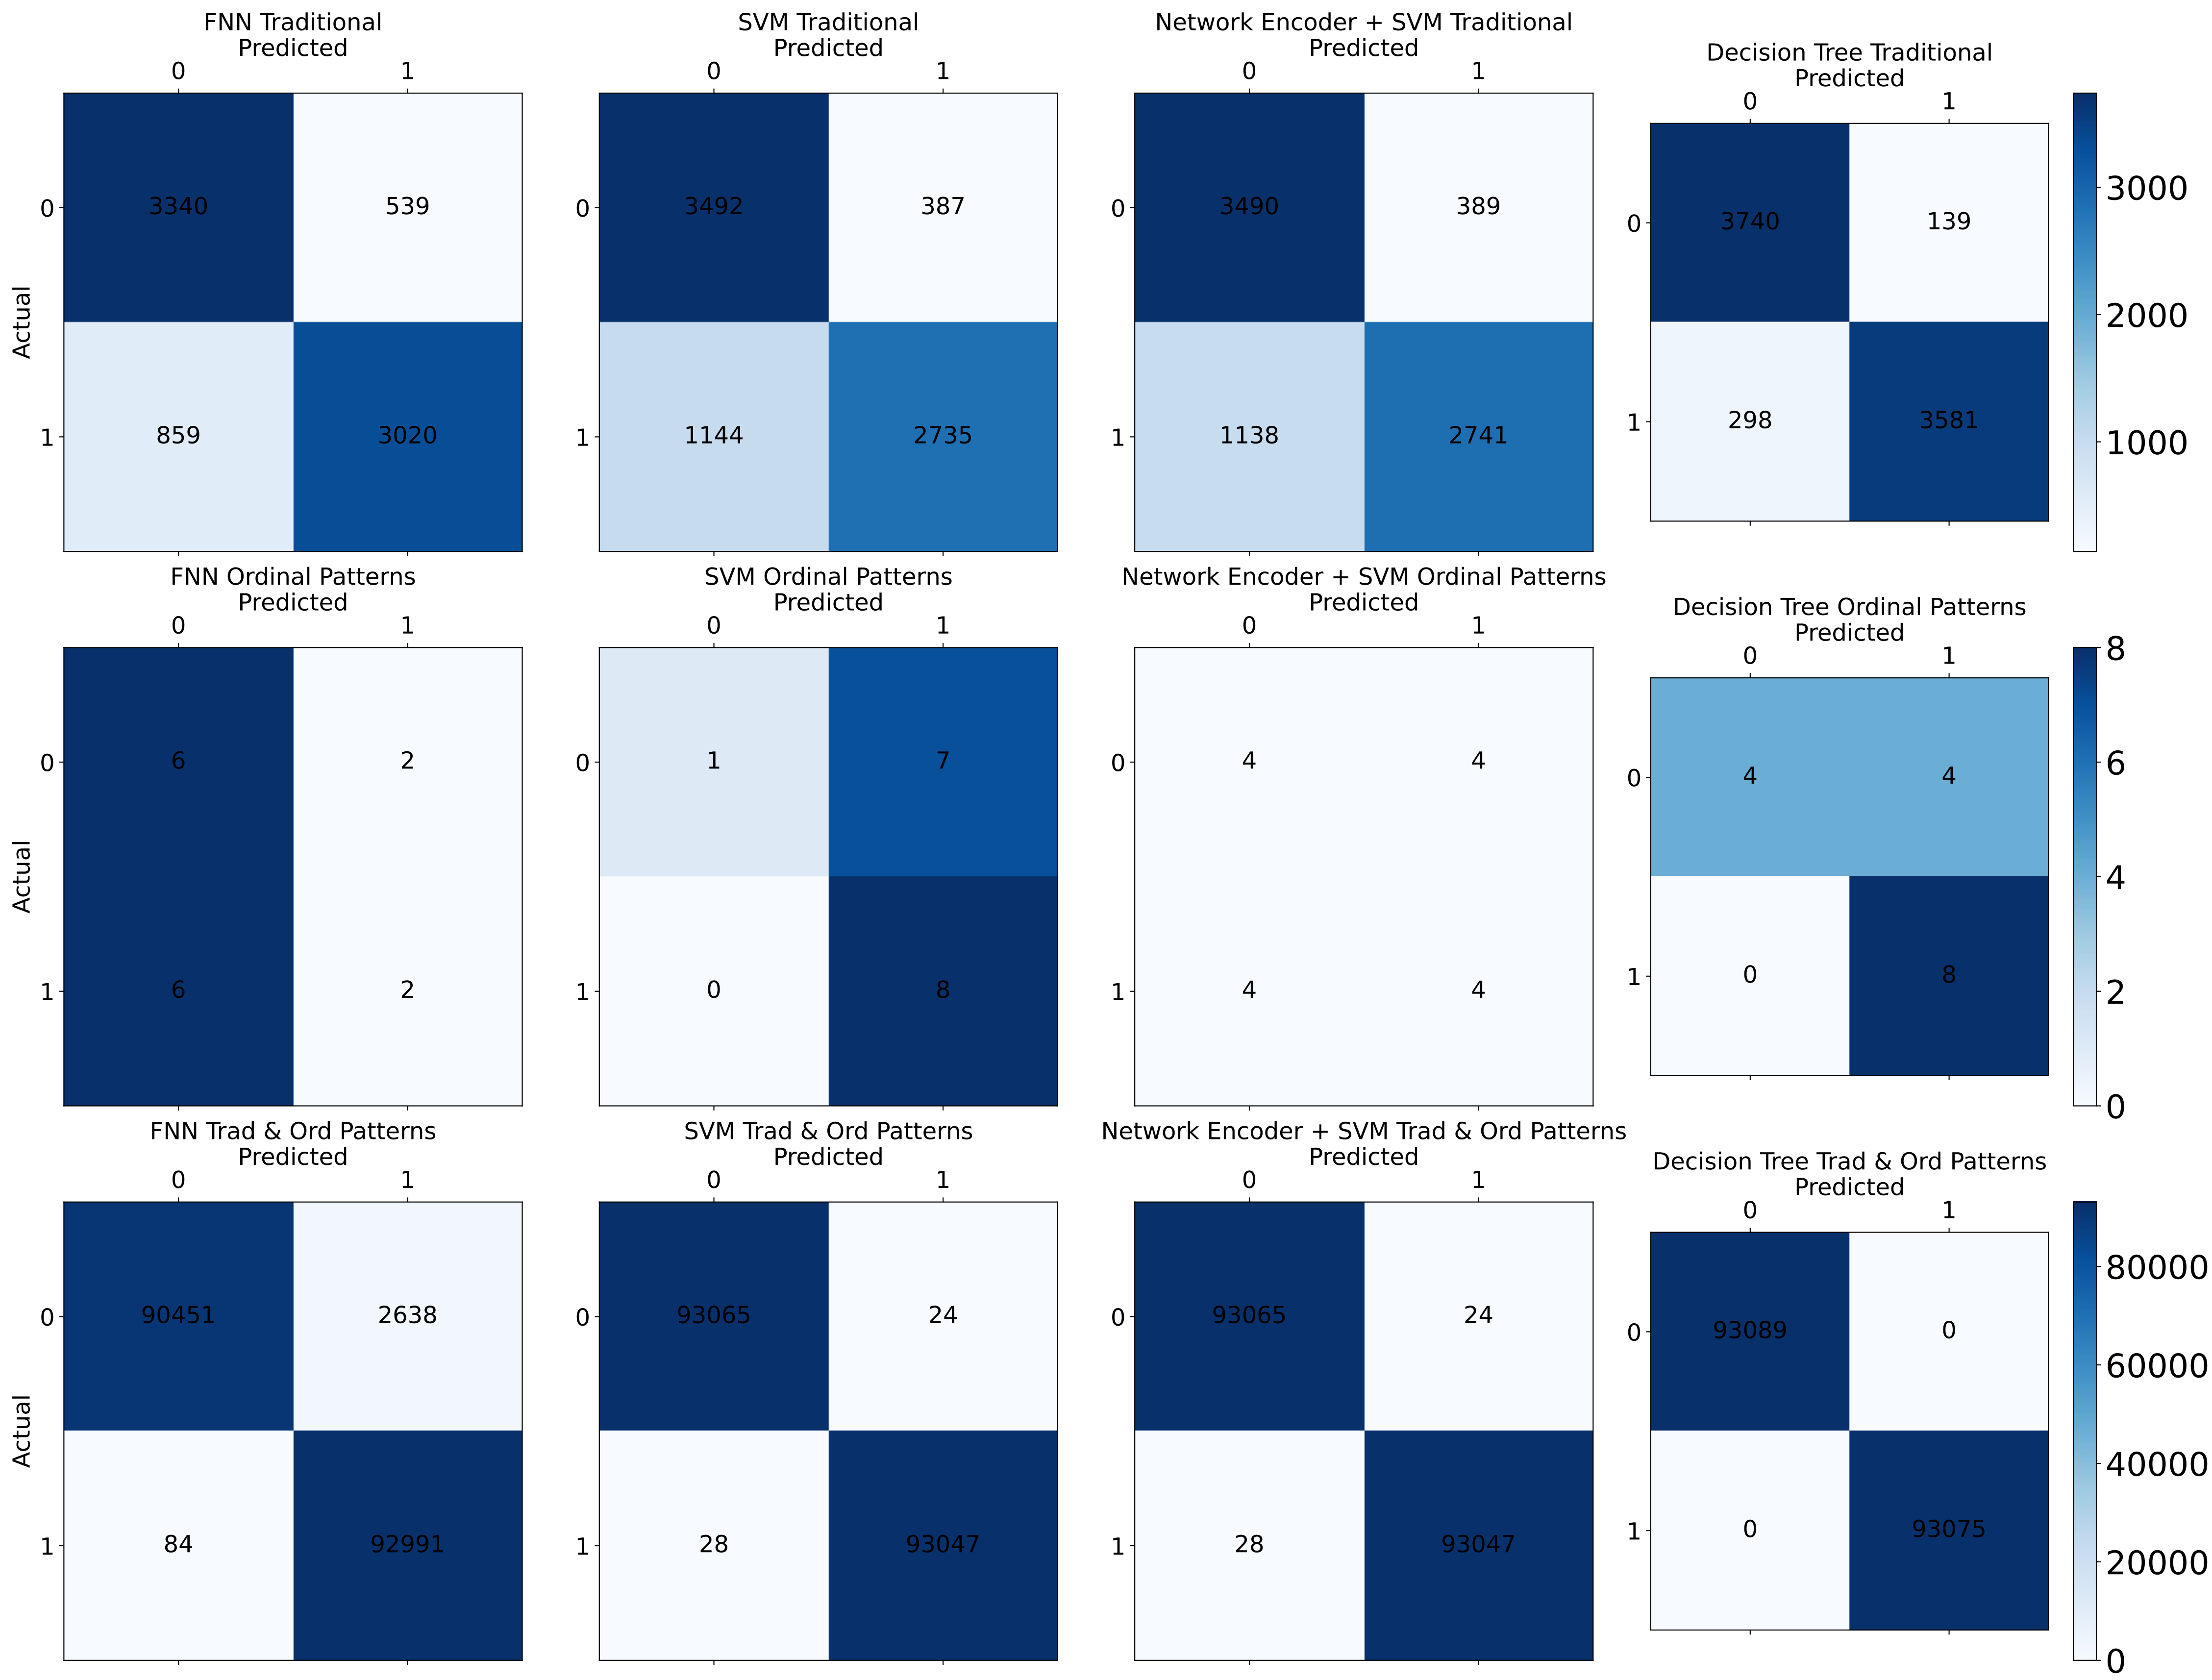 FNN Traditional
Predicted
0 1
0 3340 539
Actual
1 859 3020
SVM Traditional
Predicted
0 1
0 3492 387
1 1144 2735
Network Encoder + SVM Traditional
Predicted
0 1
0 3490 389
1 1138 2741
Decision Tree Traditional
Predicted
0 1
0 3740 139
1 298 3581
3000
2000
1000
FNN Ordinal Patterns
Predicted
0 1
0 6 2
Actual
1 6 2
SVM Ordinal Patterns
Predicted
0 1
0 1 7
1 0 8
Network Encoder + SVM Ordinal Patterns
Predicted
0 1
0 4 4
1 4 4
Decision Tree Ordinal Patterns
Predicted
0 1
0 4 4
1 0 8
8
6
4
2
0
FNN Trad & Ord Patterns
Predicted
0 1
0 90451 2638
Actual
1 84 92991
SVM Trad & Ord Patterns
Predicted
0 1
0 93065 24
1 28 93047
Network Encoder + SVM Trad & Ord Patterns
Predicted
0 1
0 93065 24
1 28 93047
Decision Tree Trad & Ord Patterns
Predicted
0 1
0 93089 0
1 0 93075
80000
60000
40000
20000
0